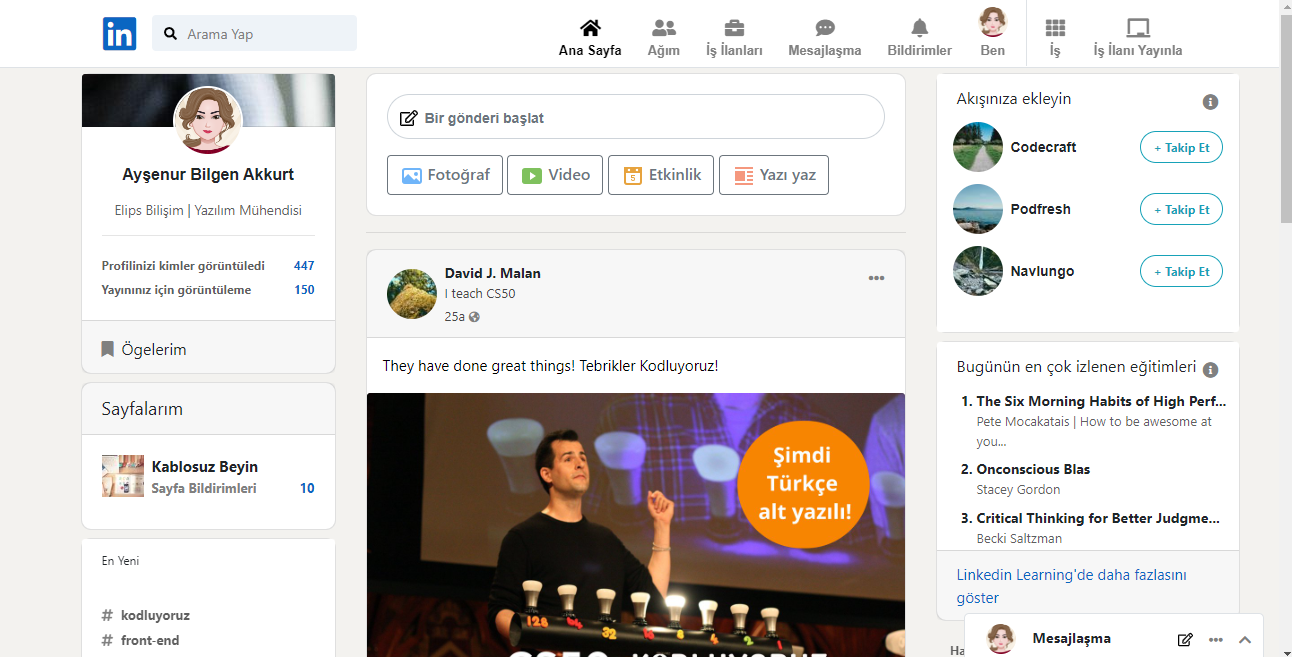 in
Arama Yap
Ana Sayfa
Ağım
İş İlanları
Mesajlaşma
Bildirimler
Ben
İş
İş İlanı Yayınla
Ayşenur Bilgen Akkurt
Elips Bilişim | Yazılım Mühendisi
Profilinizi kimler görüntüledi 447
Yayınınız için görüntüleme 150
Ögelerim
Sayfalarım
Kablosuz Beyin
Sayfa Bildirimleri 10
En Yeni
# kodluyoruz
# front-end
Bir gönderi başlat
Fotoğraf
Video
5 Etkinlik
Yazı yaz
David J. Malan
I teach CS50
25a
They have done great things! Tebrikler Kodluyoruz!
Şimdi
Türkçe
alt yazılı!
128 64 32 16 8 4 2 1
Akışınıza ekleyin
Codecraft + Takip Et
Podfresh + Takip Et
Navlungo + Takip Et
Bugünün en çok izlenen eğitimleri
1. The Six Morning Habits of High Perf...
Pete Mocakatais | How to be awesome at
you...
2. Onconscious Blas
Stacey Gordon
3. Critical Thinking for Better Judgme...
Becki Saltzman
Linkedin Learning'de daha fazlasını
göster
Mesajlaşma